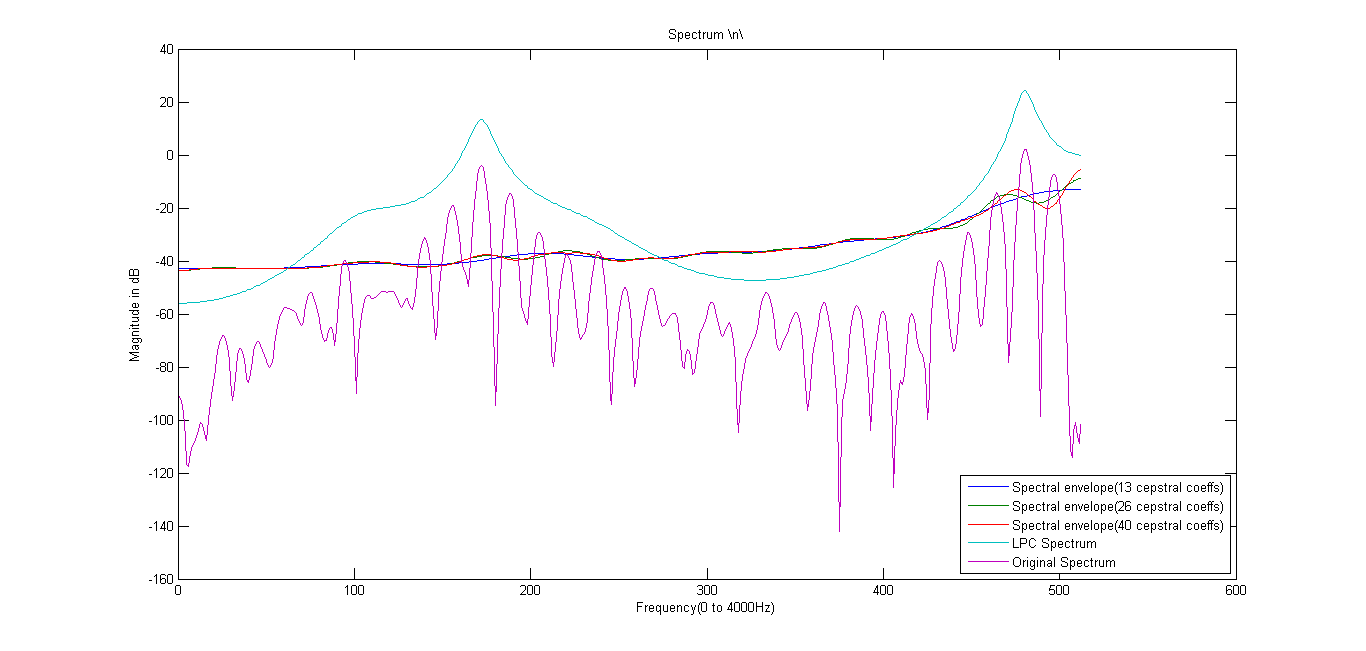 Spectrum \n\
40
20
0
-20
-40
-60
-80
-100
-120
-140
-160
Magnitude in dB
0 100 200 300 400 500 600
Frequency(0 to 4000Hz)
Spectral envelope(13 cepstral coeffs)
Spectral envelope(26 cepstral coeffs)
Spectral envelope(40 cepstral coeffs)
LPC Spectrum
Original Spectrum